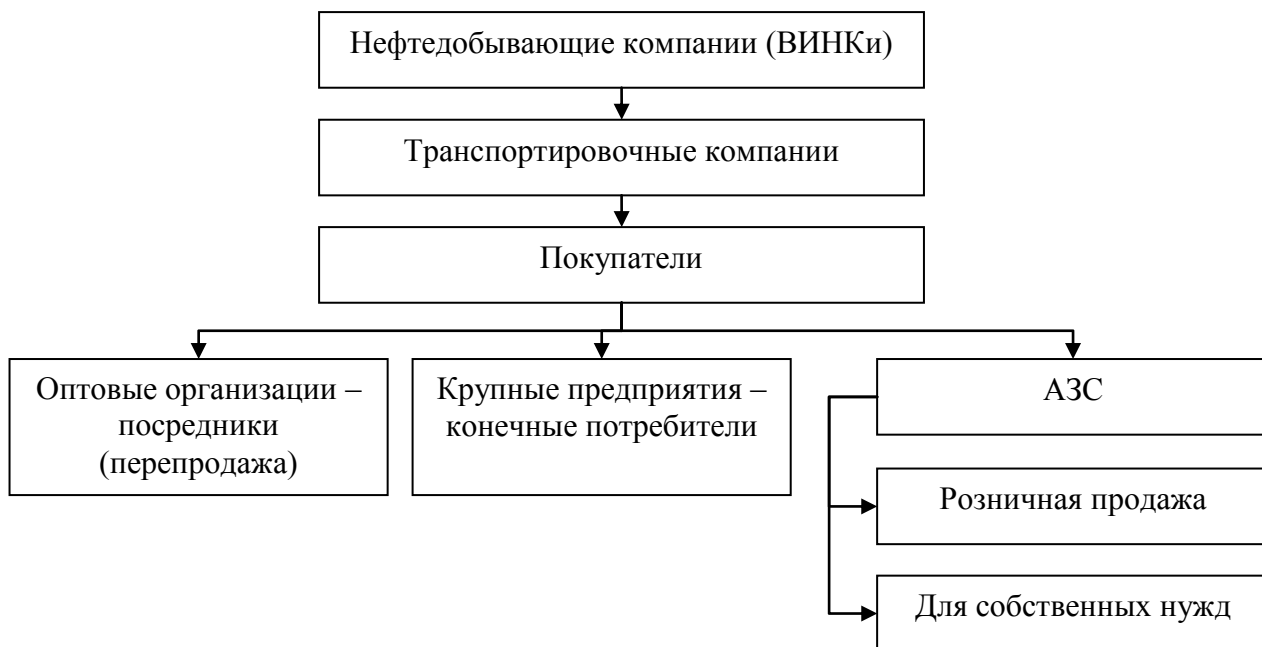 Нефтедобывающие компании (ВИНКи)
Транспортировочные компании
Покупатели
Оптовые организации –
посредники
(перепродажа)
Крупные предприятия –
конечные потребители
АЗС
Розничная продажа
Для собственных нужд